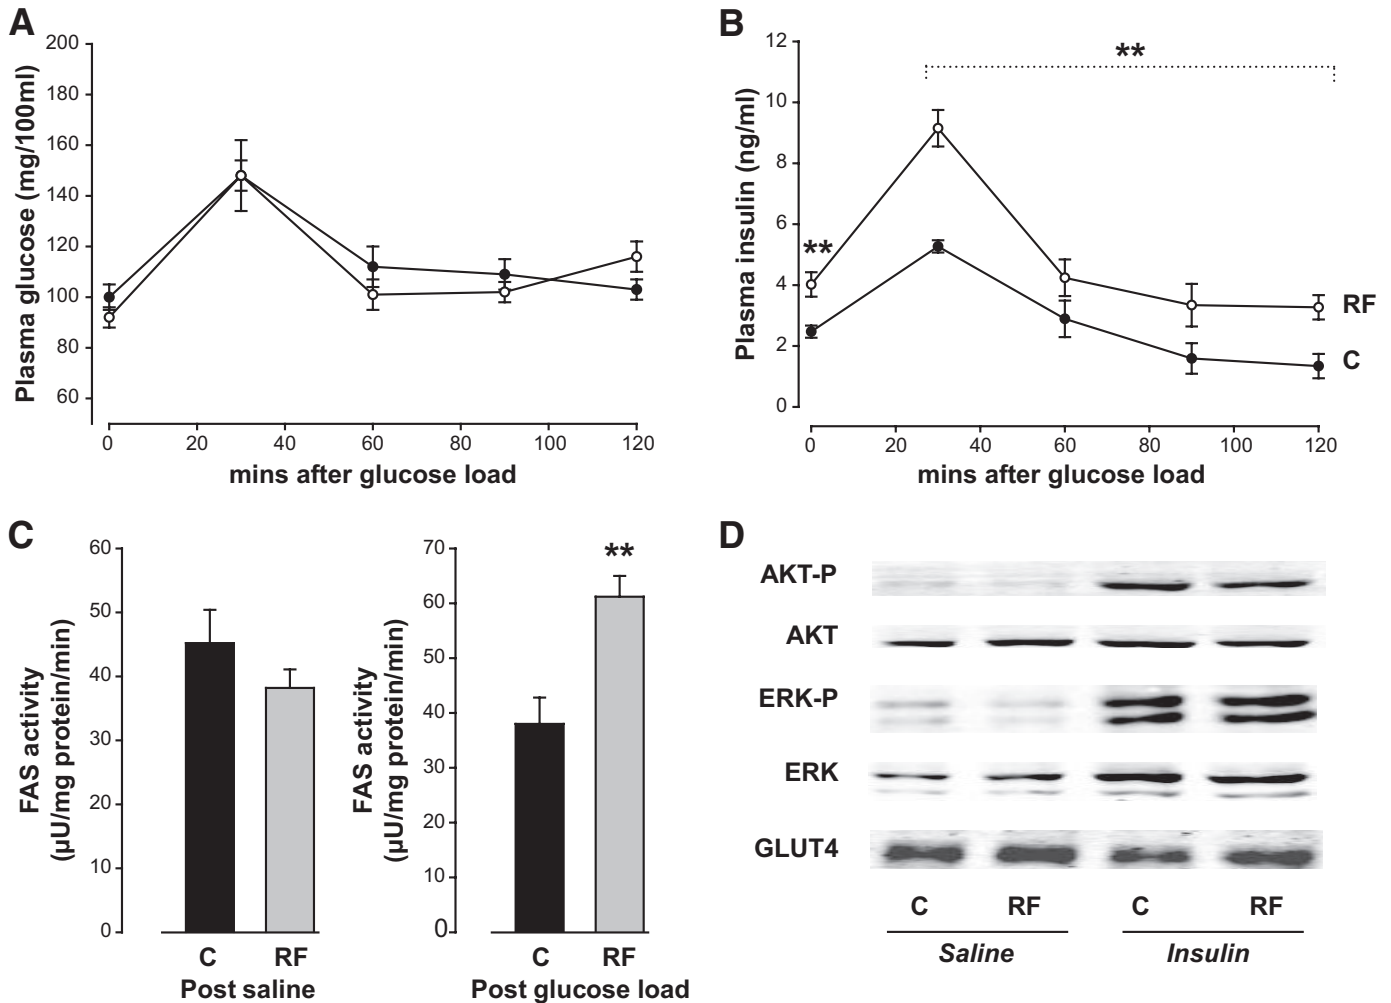 A
200
180
160
140
120
100
80
60
Plasma glucose (mg/100ml)
0 20 40 60 80 100 120
mins after glucose load
B
12
10
8
6
4
2
0
Plasma insulin (ng/ml)
**
**
RF
C
0 20 40 60 80 100 120
mins after glucose load
C
60
50
40
30
20
10
0
FAS activity
(µU/mg protein/min)
C RF
Post saline
70
60
50
40
30
20
10
0
FAS activity
(µU/mg protein/min)
**
C RF
Post glucose load
D
AKT-P
AKT
ERK-P
ERK
GLUT4
C RF C RF
Saline Insulin